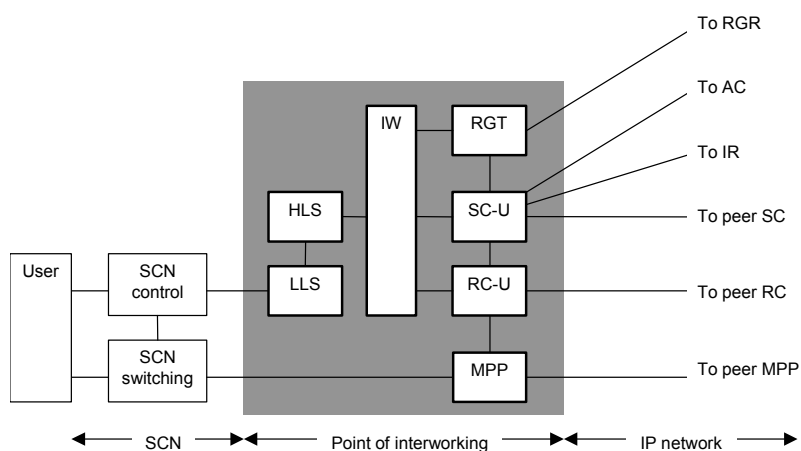 To RGR
To AC
IW
RGT
To IR
HLS
SC-U
To peer SC
User
SCN
control
LLS
RC-U
To peer RC
SCN
switching
MPP
To peer MPP
SCN
Point of interworking
IP network